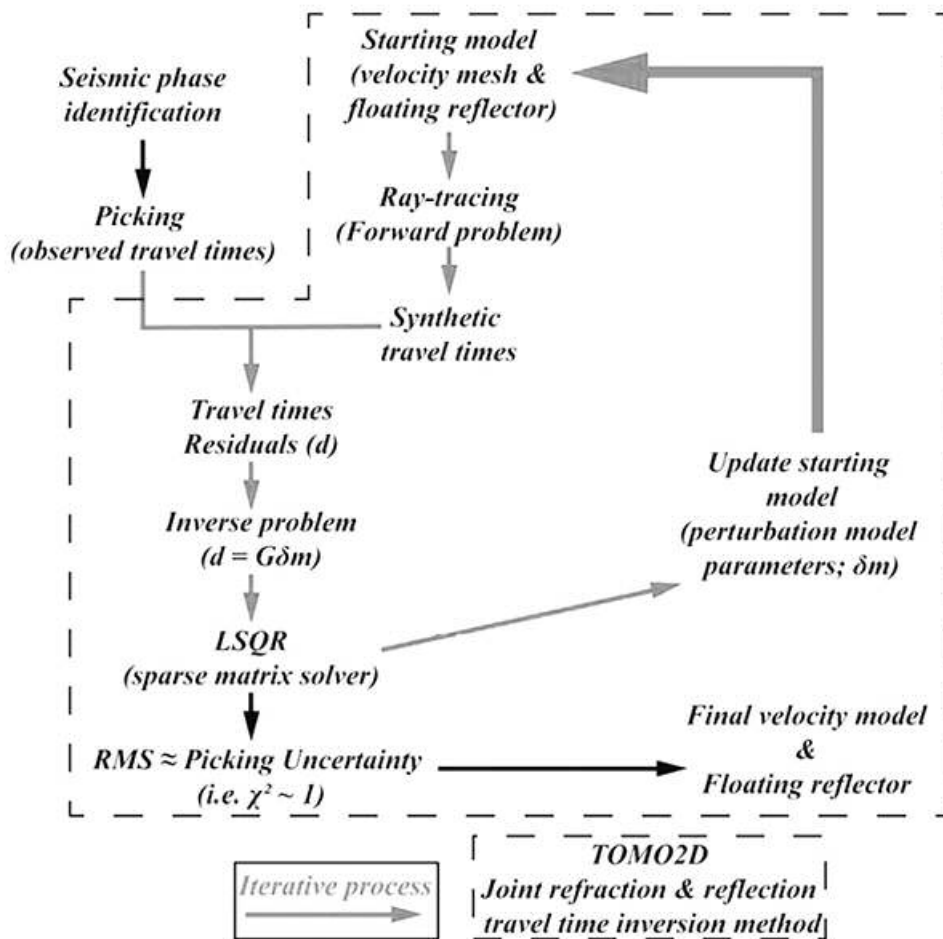 Starting model
(velocity mesh &
floating reflector)
Seismic phase
identification
Ray-tracing
(Forward problem)
Picking
(observed travel times)
Synthetic
travel times
Travel times
Residuals (d)
Update starting
model
(perturbation model
parameters; δm)
Inverse problem
(d = Gδm)
LSQR
(sparse matrix solver)
Final velocity model
&
Floating reflector
RMS ≈ Picking Uncertainty
(i.e. χ² ~ 1)
Iterative process
TOMO2D
Joint refraction & reflection
travel time inversion method